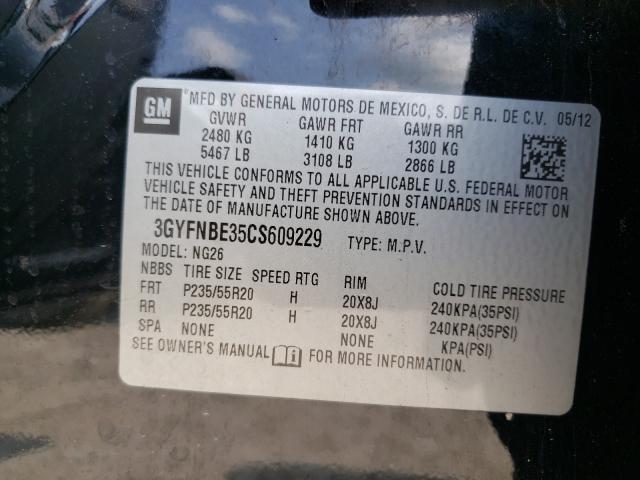 GM MFD BY GENERAL MOTORS DE MEXICO, S. DE R.L. DE C.V. 05/12
GVWR GAWR FRT GAWR RR
2480 KG 1410 KG 1300 KG
5467 LB 3108 LB 2866 LB
THIS VEHICLE CONFORMS TO ALL APPLICABLE U.S. FEDERAL MOTOR
VEHICLE SAFETY AND THEFT PREVENTION STANDARDS IN EFFECT ON
THE DATE OF MANUFACTURE SHOWN ABOVE.
3GYFNBE35CS609229 TYPE: M.P.V.
MODEL: NG26
NBBS TIRE SIZE SPEED RTG RIM COLD TIRE PRESSURE
FRT P235/55R20 H 20X8J 240KPA(35PSI)
RR P235/55R20 H 20X8J 240KPA(35PSI)
SPA NONE NONE KPA(PSI)
SEE OWNER'S MANUAL FOR MORE INFORMATION.